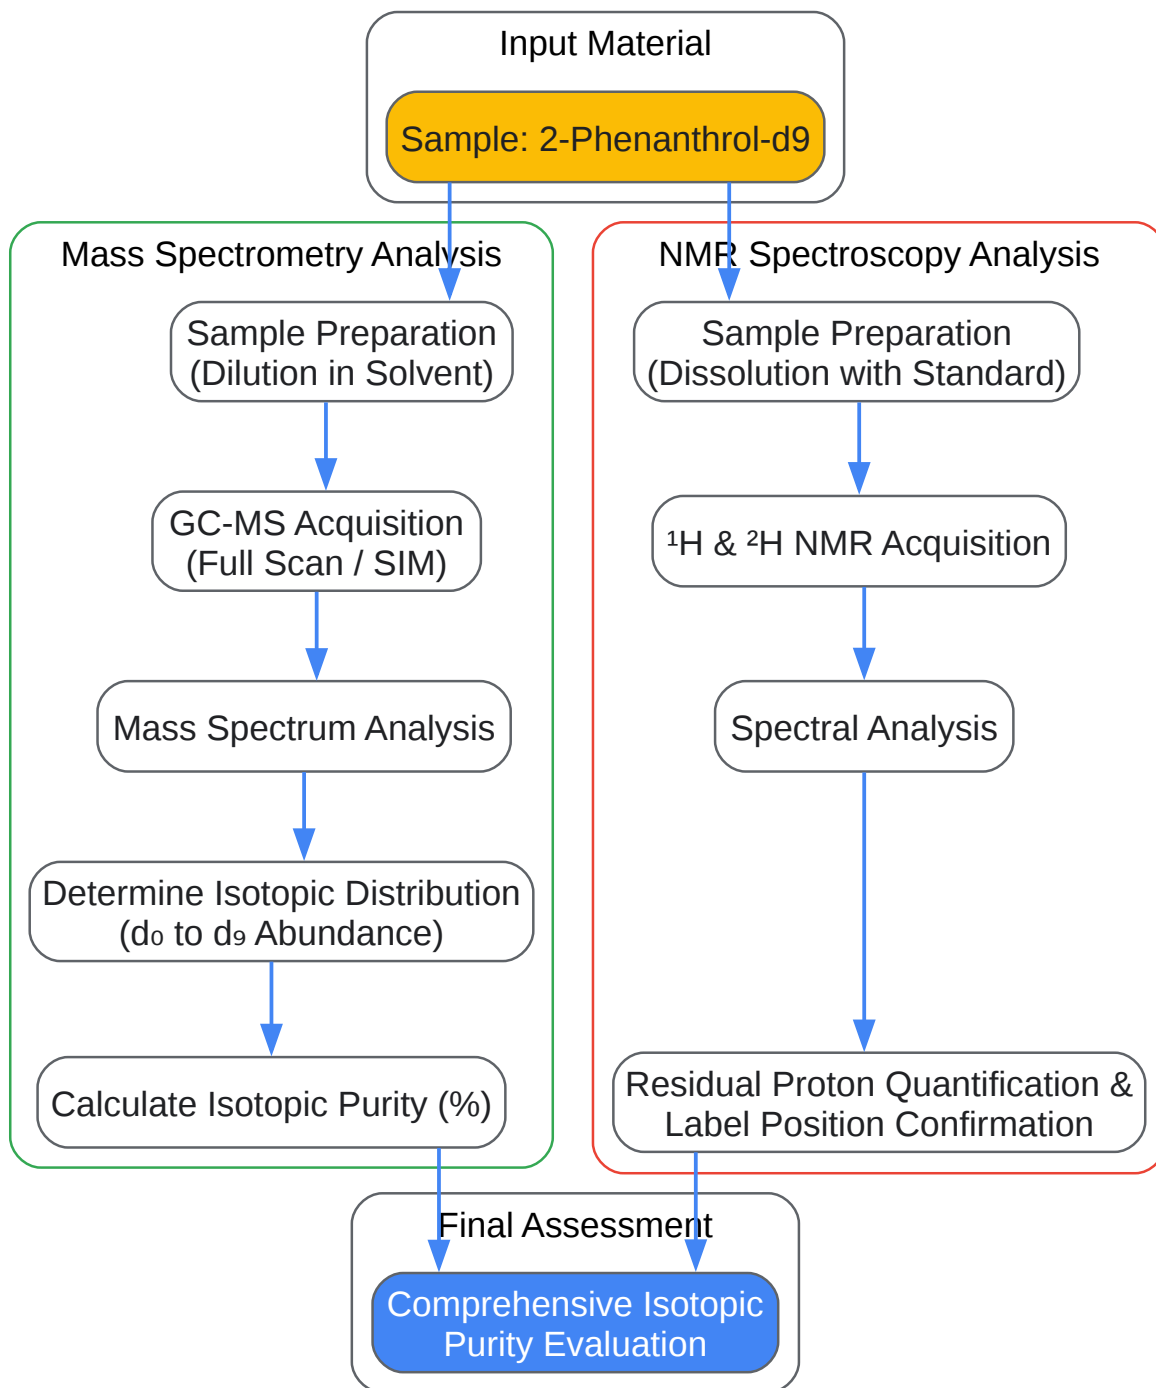 Input Material
Sample: 2-Phenanthrol-d9
Mass Spectrometry Analysis
Sample Preparation
(Dilution in Solvent)
GC-MS Acquisition
(Full Scan / SIM)
Mass Spectrum Analysis
Determine Isotopic Distribution
(d₀ to d₉ Abundance)
Calculate Isotopic Purity (%)
NMR Spectroscopy Analysis
Sample Preparation
(Dissolution with Standard)
¹H & ²H NMR Acquisition
Spectral Analysis
Residual Proton Quantification &
Label Position Confirmation
Final Assessment
Comprehensive Isotopic
Purity Evaluation